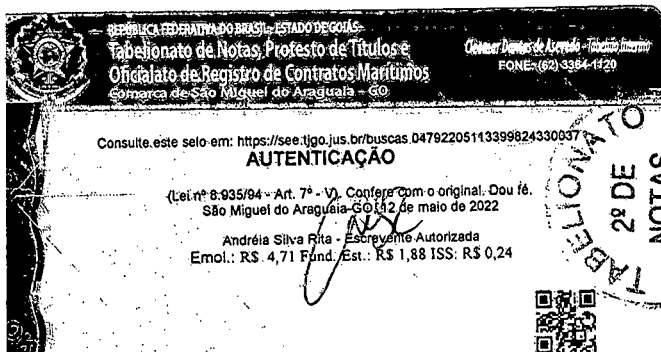 REPÚBLICA FEDERATIVA DO BRASIL - ESTADO DE GOIÁS
Tabelionato de Notas, Protesto de Títulos e
Oficialato de Registro de Contratos Marítimos
Comarca de São Miguel do Araguaia - GO
Tabelião Interino
FONE: (62) 3364-1120
Consulte este selo em: https://see.tjgo.jus.br/buscas 04792205113399824330037
AUTENTICAÇÃO
(Lei nº 8.935/94 - Art. 7º - V). Confere com o original. Dou fé.
São Miguel do Araguaia-GO, 12 de maio de 2022
Andréia Silva Rita - Escrevente Autorizada
Emol.: R$ 4,71 Fund. Est.: R$ 1,88 ISS: R$ 0,24
TABELIONATO
2º DE
NOTAS